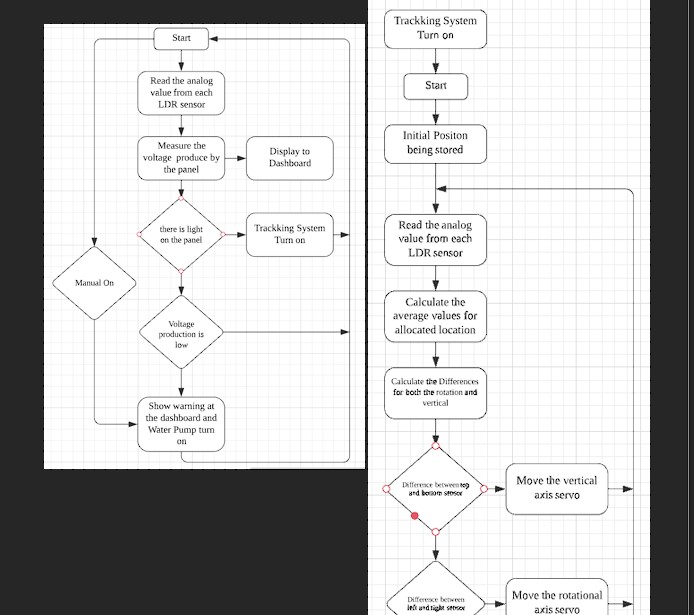 Start
Read the analog
value from each
LDR sensor
Measure the
voltage produce by
the panel
Display to
Dashboard
there is light
on the panel
Trackking System
Turn on
Manual On
Voltage
production is
low
Show warning at
the dashboard and
Water Pump turn
on
Trackking System
Turn on
Start
Initial Positon
being stored
Read the analog
value from each
LDR sensor
Calculate the
average values for
allocated location
Calculate the Differences
for both the rotation and
vertical
Difference between top
and bottom sensor
Move the vertical
axis servo
Difference between
left and right sensor
Move the rotational
axis servo